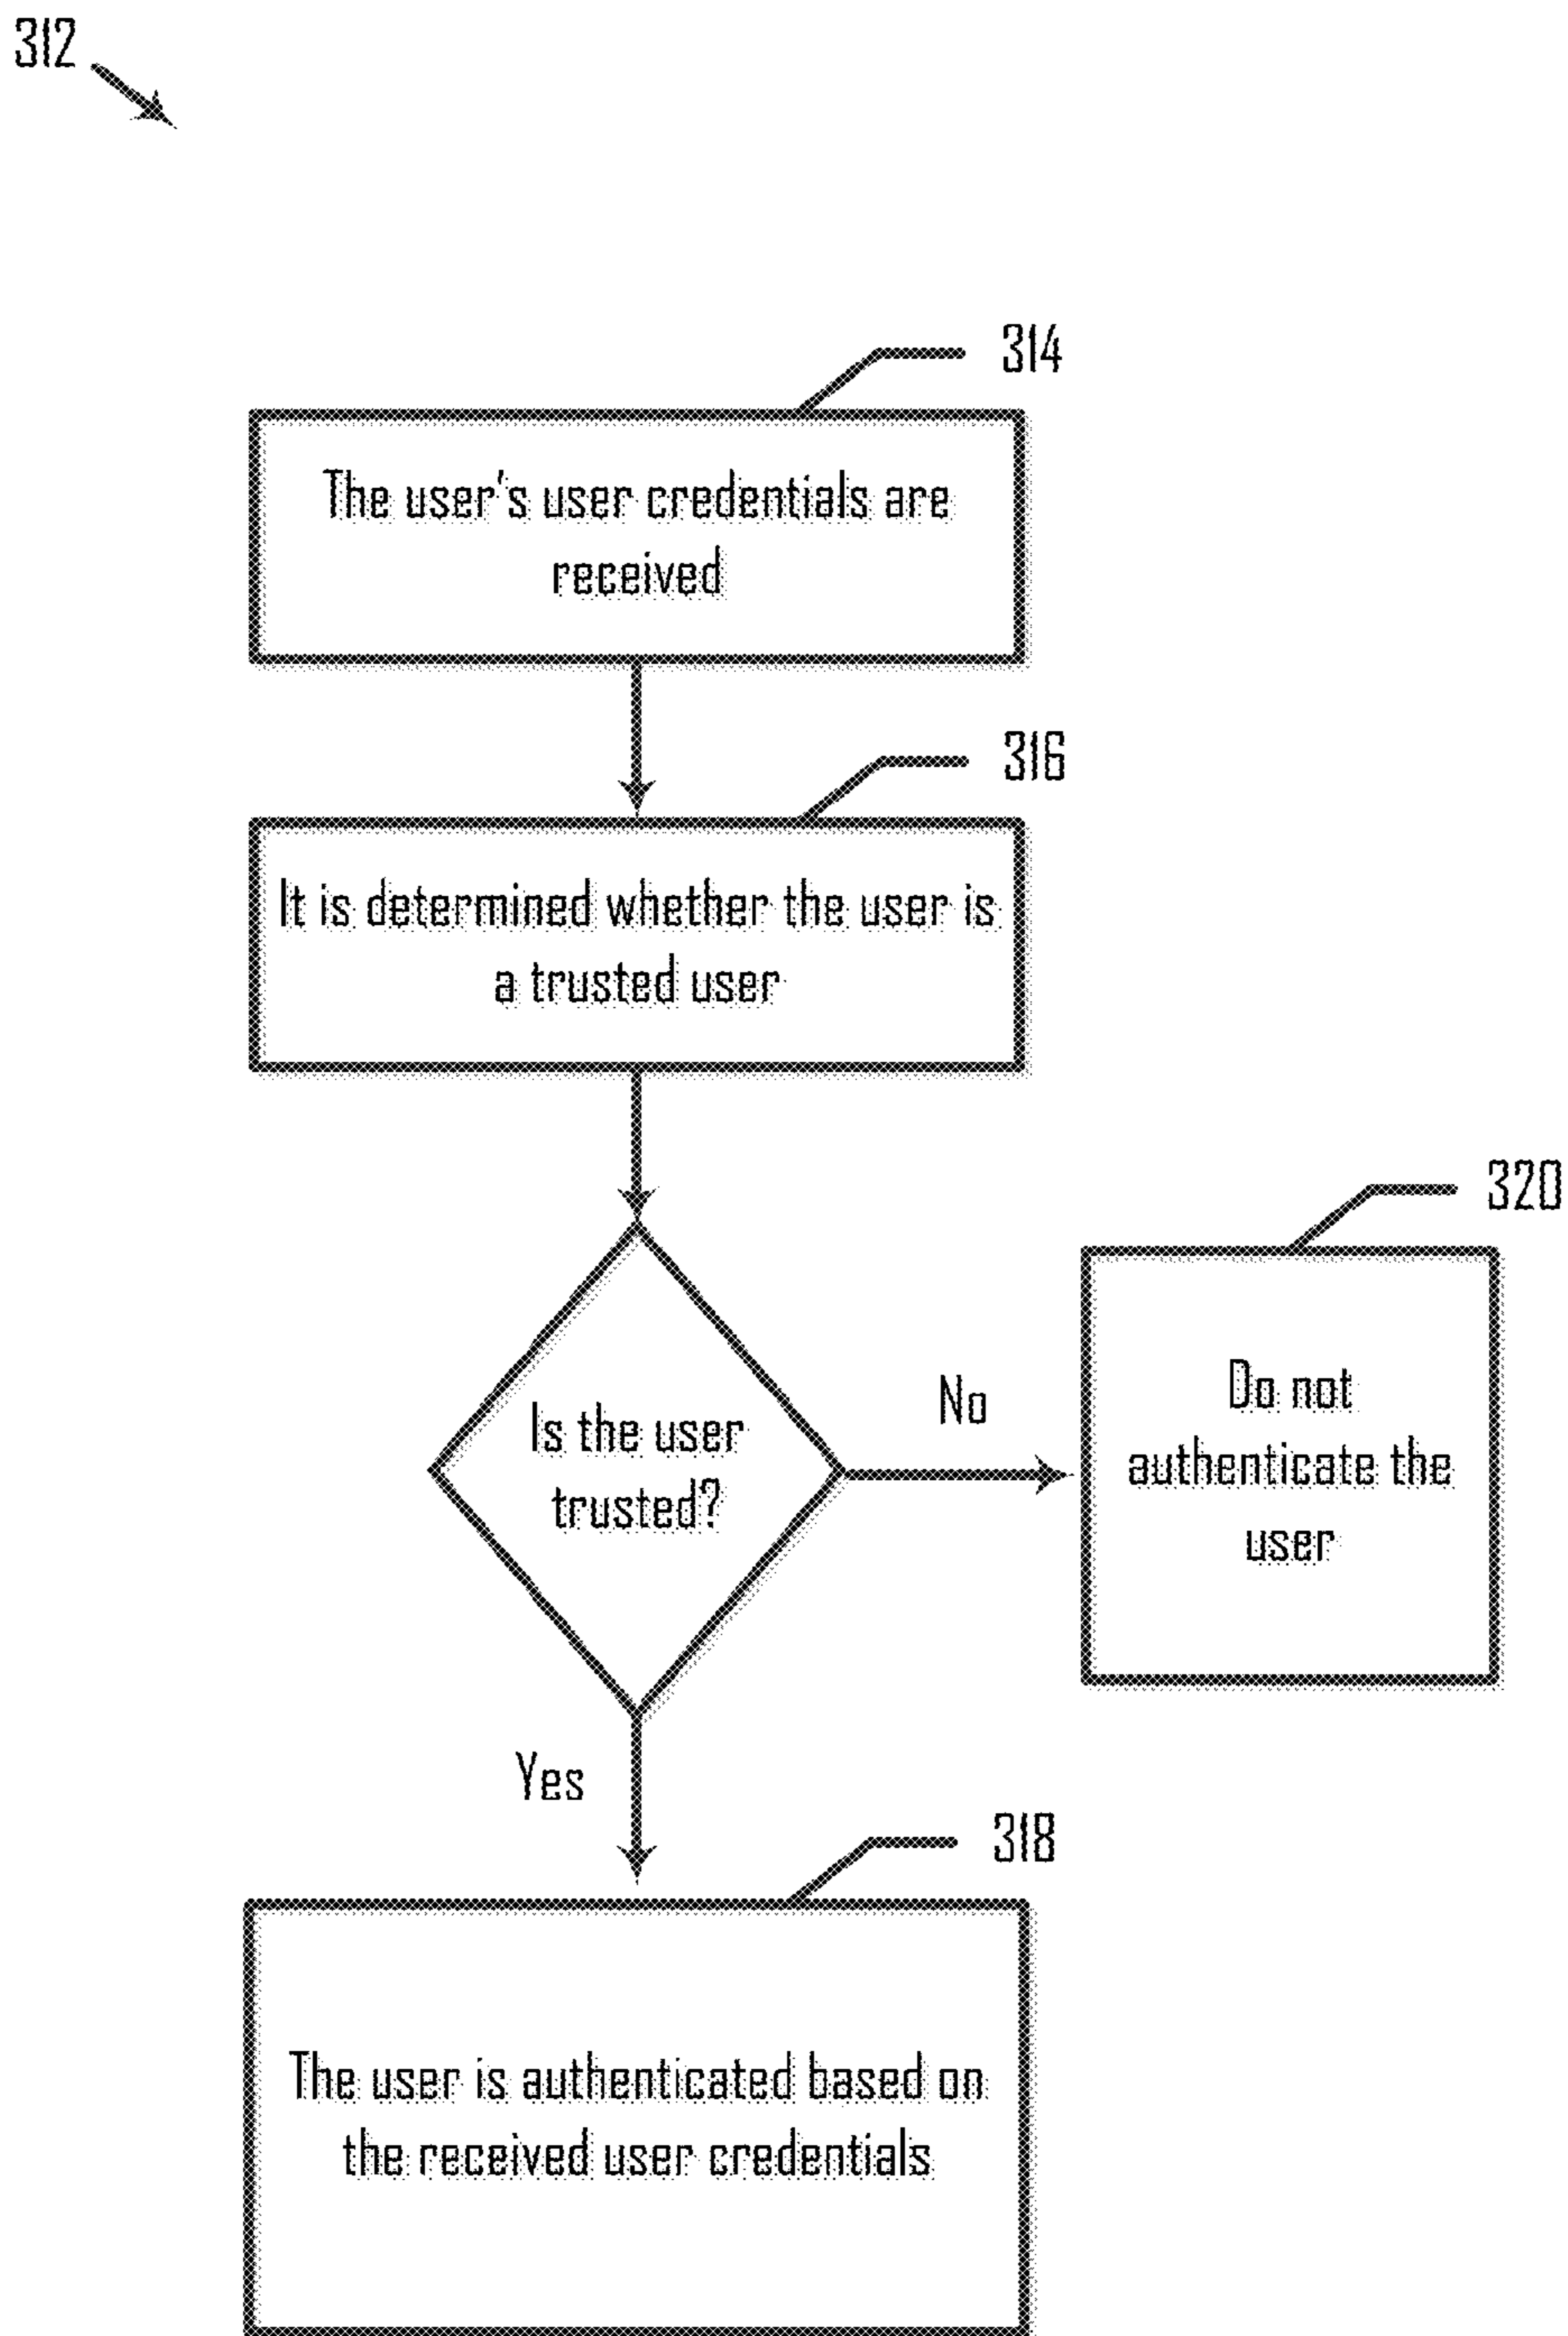 312
314
The user's user credentials are
received
316
It is determined whether the user is
a trusted user
320
Is the user
trusted?
No
Do not
authenticate the
user
Yes
318
The user is authenticated based on
the received user credentials